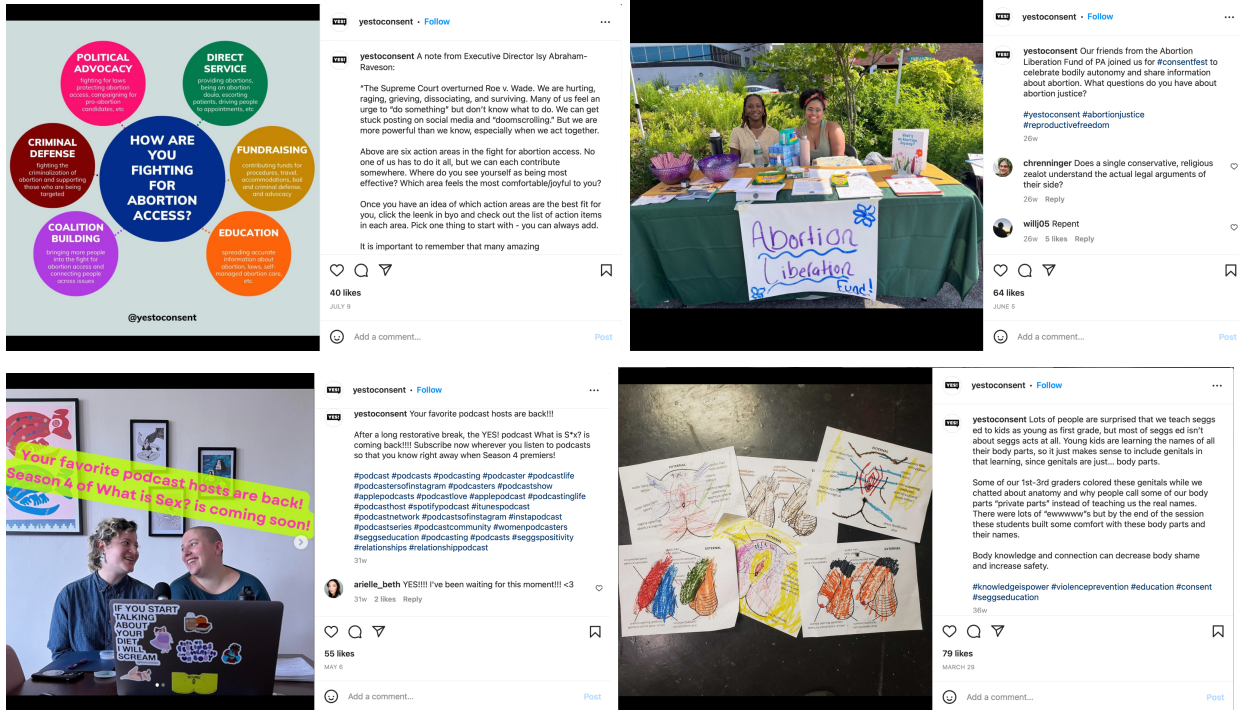 POLITICAL
ADVOCACY
fighting for laws
protecting abortion
access, campaigning for
pro-abortion
candidates, etc
DIRECT
SERVICE
providing abortions,
being an abortion
doula, escorting
patients, driving people
to appointments, etc
CRIMINAL
DEFENSE
fighting the
criminalization of
abortion and supporting
those who are being
targeted
HOW ARE
YOU
FIGHTING
FOR
ABORTION
ACCESS?
FUNDRAISING
contributing funds for
procedures, travel,
accommodations, bail
and criminal defense,
and advocacy
COALITION
BUILDING
bringing more people
into the fight for
abortion access and
connecting people
across issues
EDUCATION
spreading accurate
information about
abortion, laws, self-
managed abortion care,
etc
@yestoconsent
YES!
yestoconsent • Follow
YES!
yestoconsent A note from Executive Director Isy Abraham-
Raveson:
"The Supreme Court overturned Roe v. Wade. We are hurting,
raging, grieving, dissociating, and surviving. Many of us feel an
urge to "do something" but don't know what to do. We can get
stuck posting on social media and "doomscrolling." But we are
more powerful than we know, especially when we act together.
Above are six action areas in the fight for abortion access. No
one of us has to do it all, but we can each contribute
somewhere. Where do you see yourself as being most
effective? Which area feels the most comfortable/joyful to you?
Once you have an idea of which action areas are the best fit for
you, click the leenk in byo and check out the list of action items
in each area. Pick one thing to start with - you can always add.
It is important to remember that many amazing
40 likes
JULY 9
Add a comment...
Post
Abortion
Liberation
Fund!
YES!
yestoconsent • Follow
YES!
yestoconsent Our friends from the Abortion
Liberation Fund of PA joined us for #consentfest to
celebrate bodily autonomy and share information
about abortion. What questions do you have about
abortion justice?
#yestoconsent #abortionjustice
#reproductivefreedom
26w
chrenninger Does a single conservative, religious
zealot understand the actual legal arguments of
their side?
26w Reply
willj05 Repent
26w 5 likes Reply
64 likes
JUNE 5
Add a comment...
Post
Your favorite podcast hosts are back!
Season 4 of What is Sex? is coming soon!
IF YOU START
TALKING
ABOUT
YOUR
DIET
I WILL
SCREAM
YES!
yestoconsent • Follow
YES!
yestoconsent Your favorite podcast hosts are back!!!
After a long restorative break, the YES! podcast What is S*x? is
coming back!!!! Subscribe now wherever you listen to podcasts
so that you know right away when Season 4 premiers!
#podcast #podcasts #podcasting #podcaster #podcastlife
#podcastersofinstagram #podcasters #podcastshow
#applepodcasts #podcastlove #applepodcast #podcastinglife
#podcasthost #spotifypodcast #itunespodcast
#podcastnetwork #podcastsofinstagram #instapodcast
#podcastseries #podcastcommunity #womenpodcasters
#seggseducation #podcasting #podcasts #seggspositivity
#relationships #relationshippodcast
31w
arielle_beth YES!!!! I've been waiting for this moment!!! <3
31w 2 likes Reply
55 likes
MAY 6
Add a comment...
Post
EXTERNAL
EXTERNAL
EXTERNAL
YES!
yestoconsent • Follow
YES!
yestoconsent Lots of people are surprised that we teach seggs
ed to kids as young as first grade, but most of seggs ed isn't
about seggs acts at all. Young kids are learning the names of all
their body parts, so it just makes sense to include genitals in
that learning, since genitals are just... body parts.
Some of our 1st-3rd graders colored these genitals while we
chatted about anatomy and why people call some of our body
parts "private parts" instead of teaching us the real names.
There were lots of "ewwwww"s but by the end of the session
these students built some comfort with these body parts and
their names.
Body knowledge and connection can decrease body shame
and increase safety.
#knowledgeispower #violenceprevention #education #consent
#seggseducation
36w
79 likes
MARCH 29
Add a comment...
Post